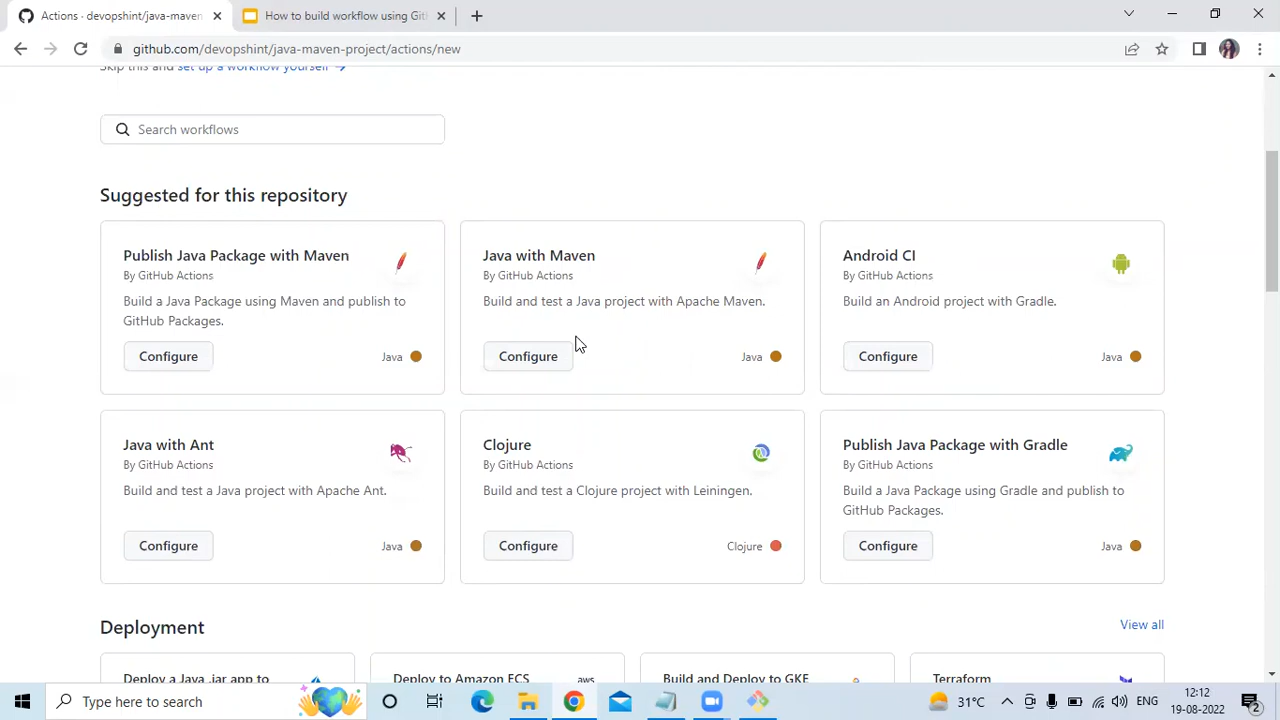 Actions · devopshint/java-maven
How to build workflow using Git
github.com/devopshint/java-maven-project/actions/new
Skip this and set up a workflow yourself →
Search workflows
Suggested for this repository
Publish Java Package with Maven
By GitHub Actions
Build a Java Package using Maven and publish to
GitHub Packages.
Configure
Java
Java with Maven
By GitHub Actions
Build and test a Java project with Apache Maven.
Configure
Java
Android CI
By GitHub Actions
Build an Android project with Gradle.
Configure
Java
Java with Ant
By GitHub Actions
Build and test a Java project with Apache Ant.
Configure
Java
Clojure
By GitHub Actions
Build and test a Clojure project with Leiningen.
Configure
Clojure
Publish Java Package with Gradle
By GitHub Actions
Build a Java Package using Gradle and publish to
GitHub Packages.
Configure
Java
Deployment
View all
Deploy a Java .jar app to
Deploy to Amazon ECS
aws
Build and Deploy to GKE
Terraform
Type here to search
31°C
ENG
12:12
19-08-2022
2